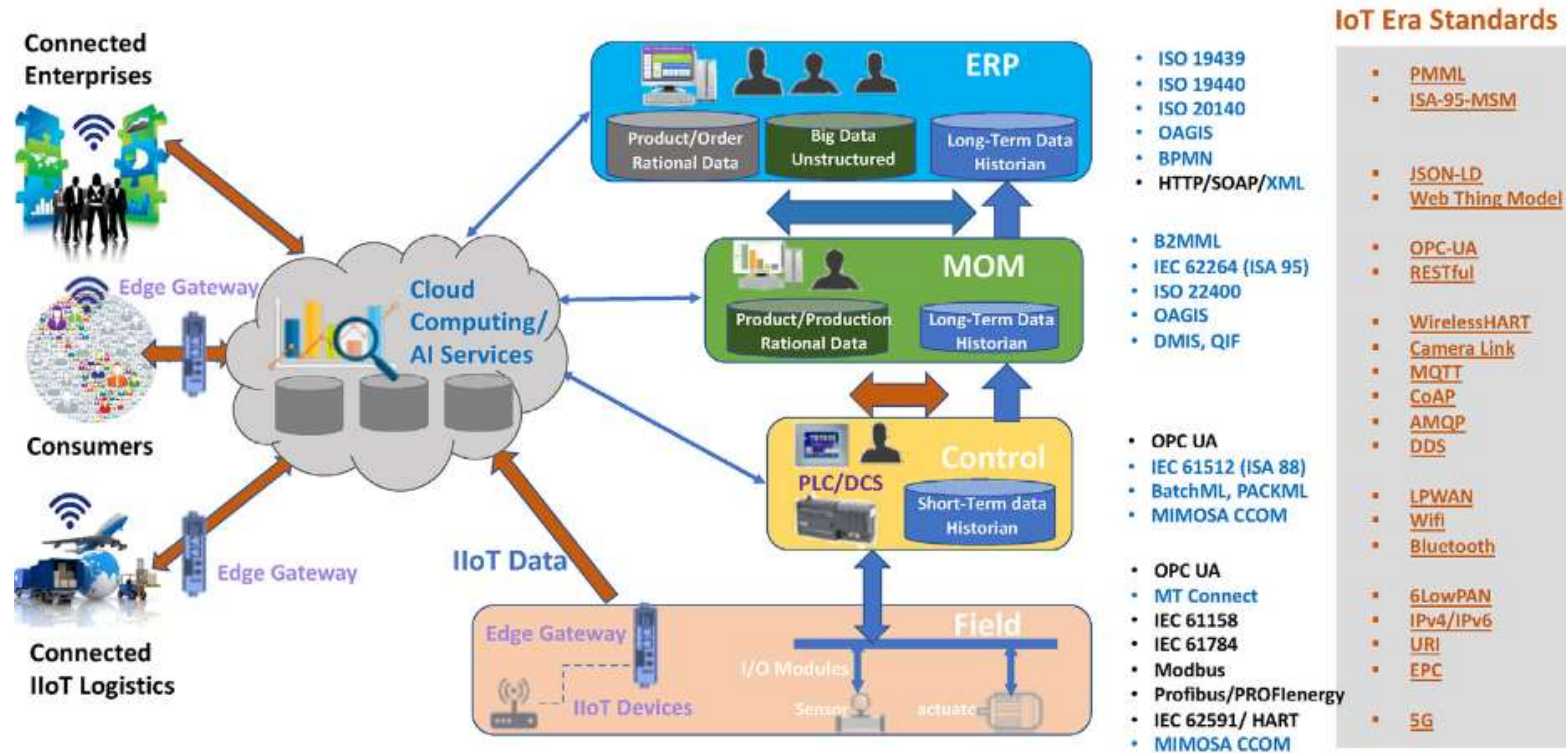 IoT Era Standards
Connected
Enterprises
Edge Gateway
Consumers
Edge Gateway
Connected
IIoT Logistics
Cloud
Computing/
AI Services
IIoT Data
ERP
Product/Order
Rational Data
Big Data
Unstructured
Long-Term Data
Historian
MOM
Product/Production
Rational Data
Long-Term Data
Historian
Control
PLC/DCS
Short-Term data
Historian
Field
Edge Gateway
I/O Modules
IIoT Devices
Sensor
actuato
• ISO 19439
• ISO 19440
• ISO 20140
• OAGIS
• BPMN
• HTTP/SOAP/XML
• B2MML
• IEC 62264 (ISA 95)
• ISO 22400
• OAGIS
• DMIS, QIF
• OPC UA
• IEC 61512 (ISA 88)
• BatchML, PACKML
• MIMOSA CCOM
• OPC UA
• MT Connect
• IEC 61158
• IEC 61784
• Modbus
• Profibus/PROFIenergy
• IEC 62591/ HART
• MIMOSA CCOM
▪ PMML
▪ ISA-95-MSM
▪ JSON-LD
▪ Web Thing Model
▪ OPC-UA
▪ RESTful
▪ WirelessHART
▪ Camera Link
▪ MQTT
▪ CoAP
▪ AMQP
▪ DDS
▪ LPWAN
▪ Wifi
▪ Bluetooth
▪ 6LowPAN
▪ IPv4/IPv6
▪ URI
▪ EPC
▪ 5G